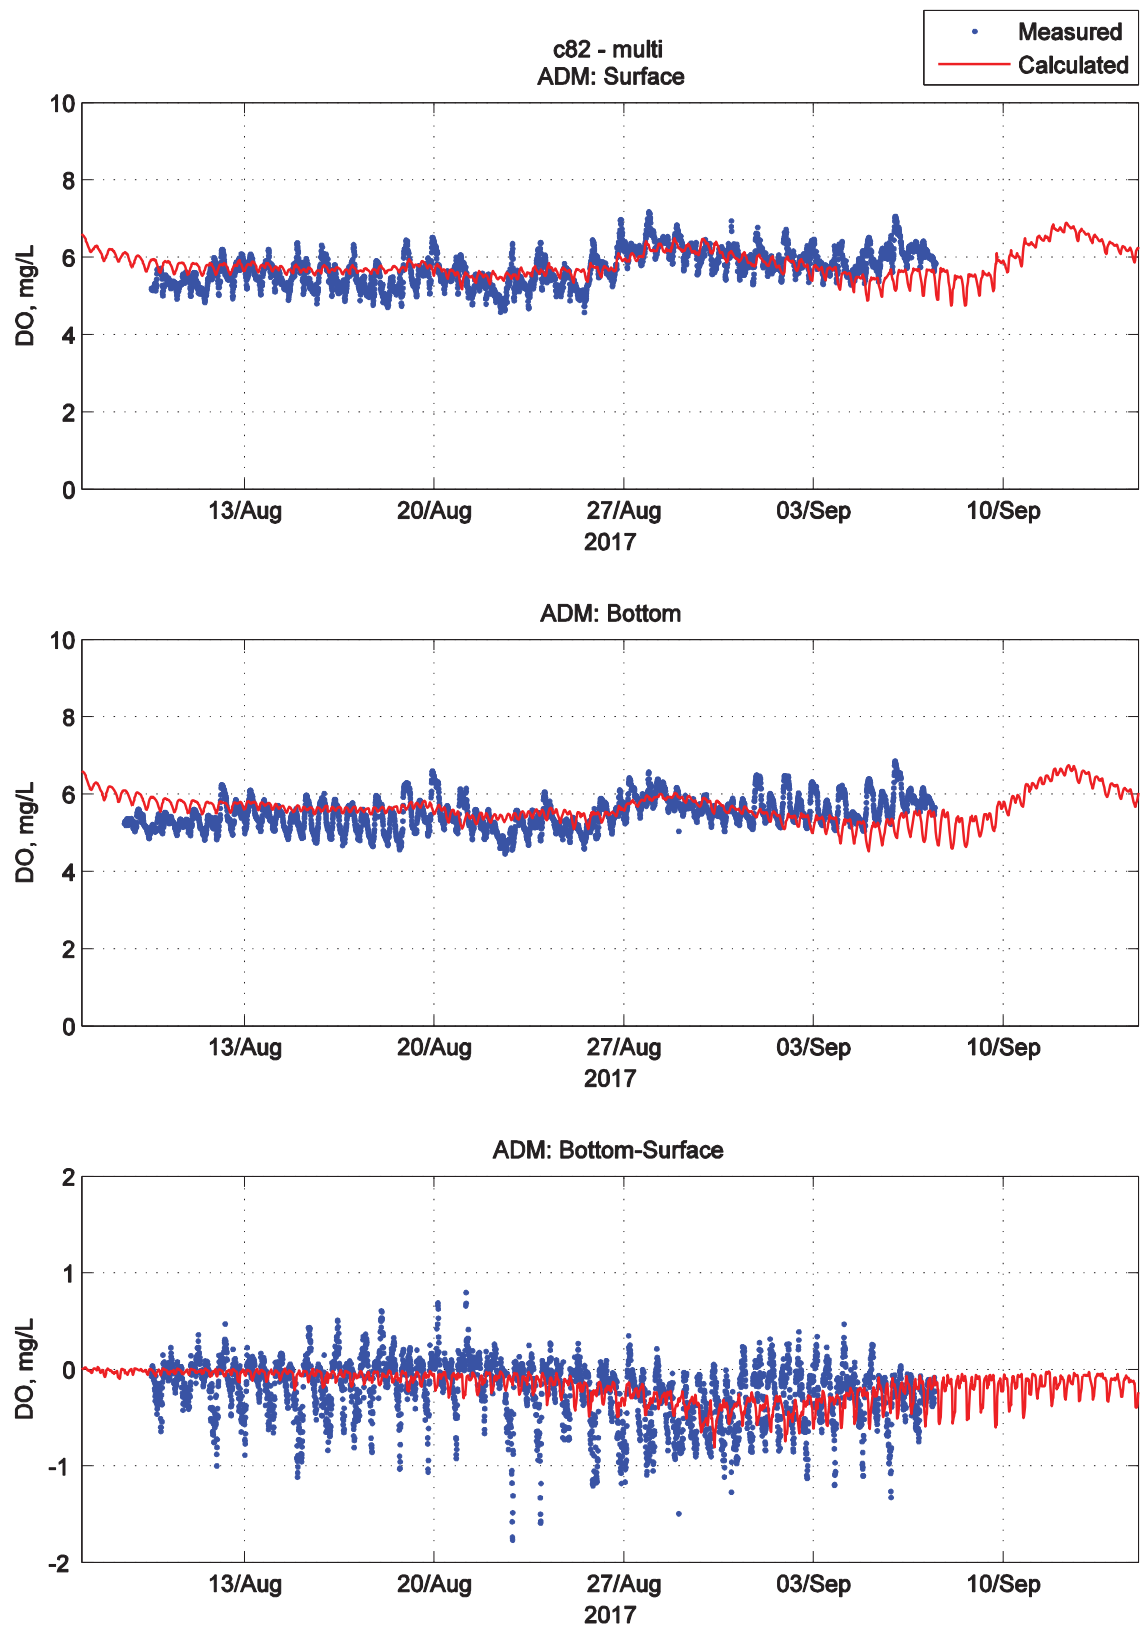 c82 - multi
ADM: Surface
Measured
Calculated
10
8
6
4
2
0
DO, mg/L
13/Aug 20/Aug 27/Aug 03/Sep 10/Sep
2017
ADM: Bottom
10
8
6
4
2
0
DO, mg/L
13/Aug 20/Aug 27/Aug 03/Sep 10/Sep
2017
ADM: Bottom-Surface
2
1
0
-1
-2
DO, mg/L
13/Aug 20/Aug 27/Aug 03/Sep 10/Sep
2017